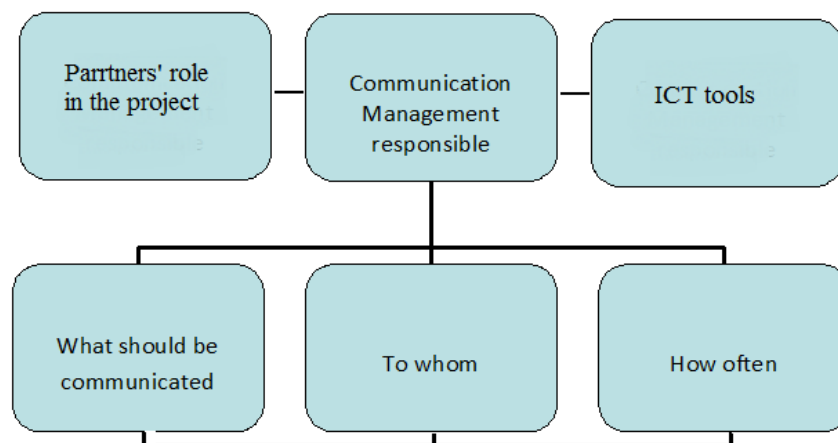 Parrtners' role
in the project
Communication
Management
responsible
ICT tools
What should be
communicated
To whom
How often